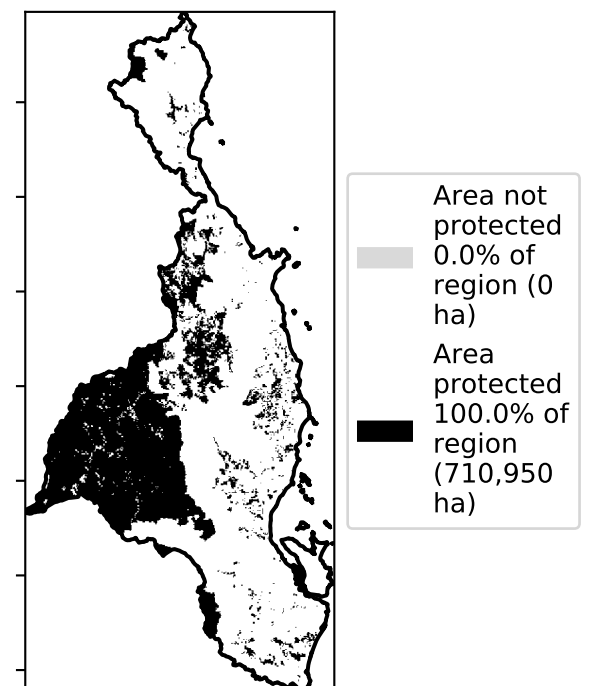 Area not
protected
0.0% of
region (0
ha)
Area
protected
100.0% of
region
(710,950
ha)